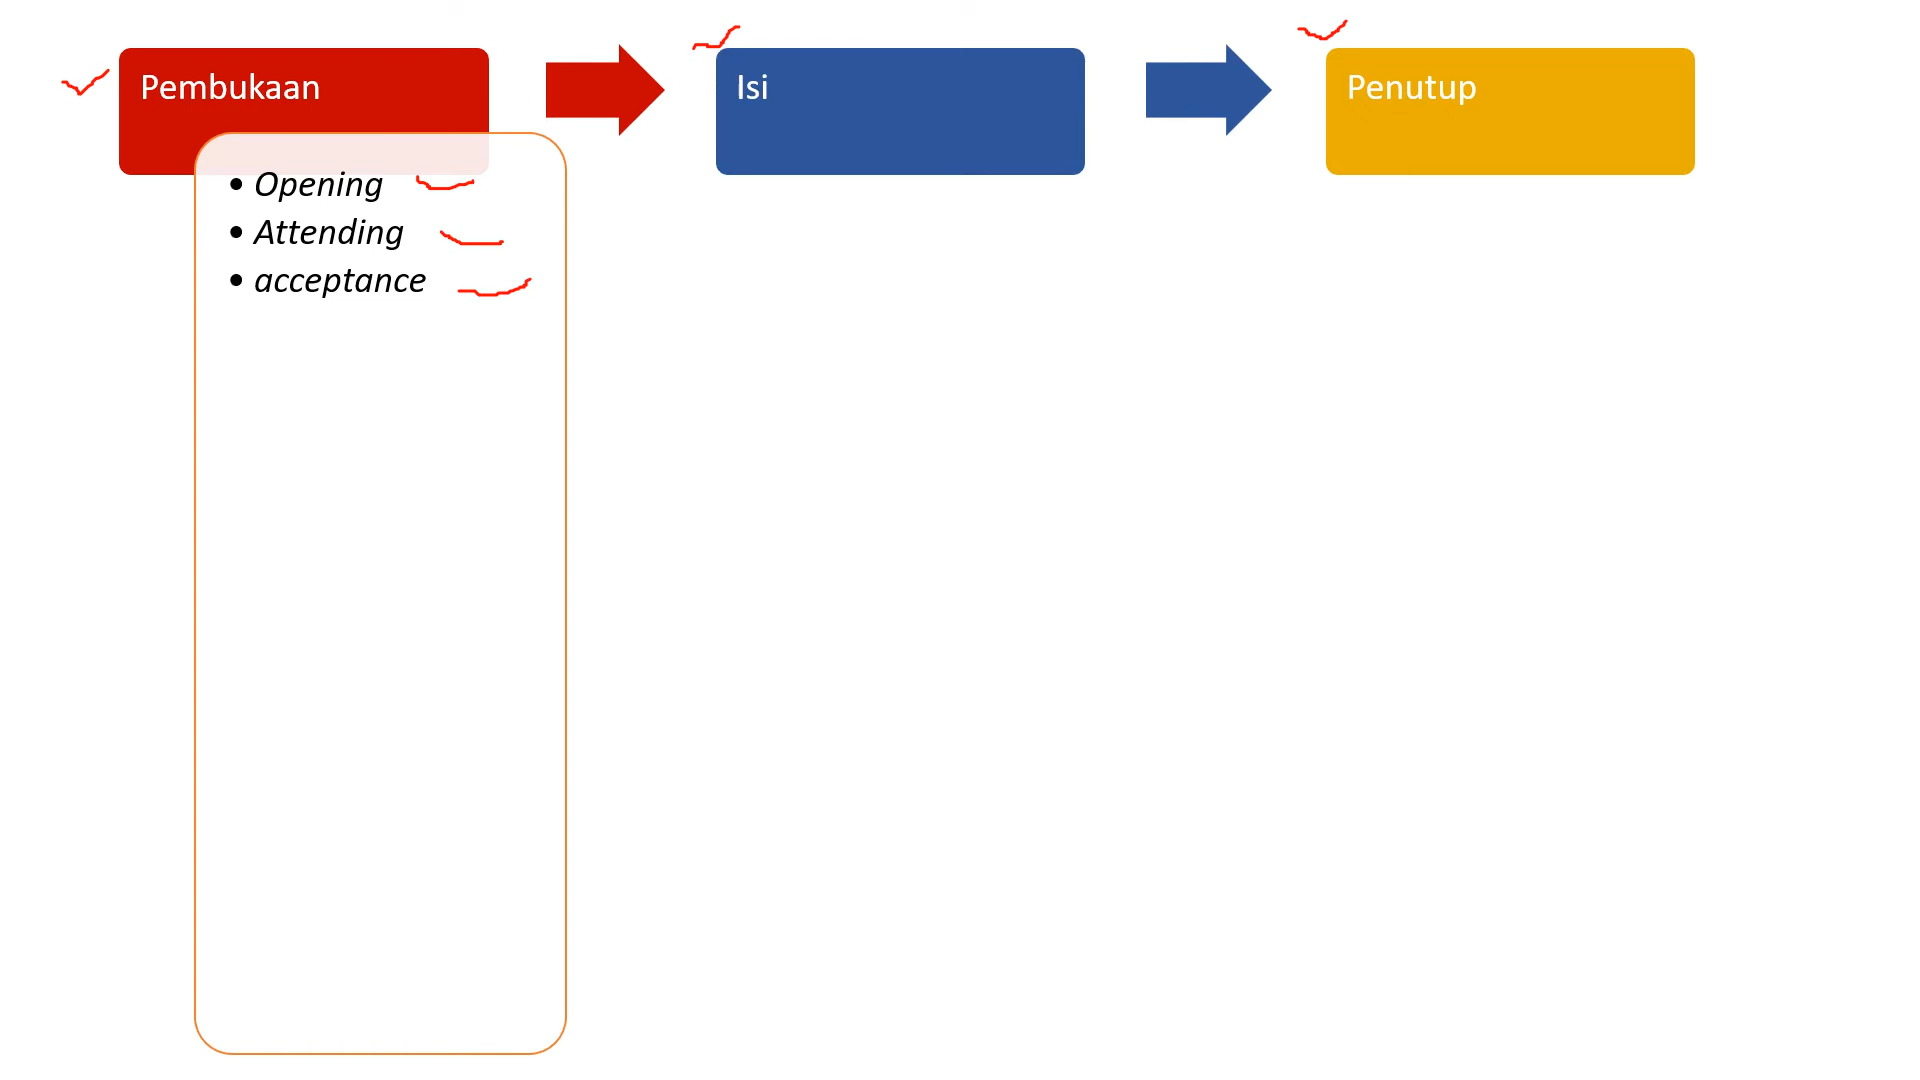 Pembukaan
Opening
Attending
acceptance
Isi
Penutup